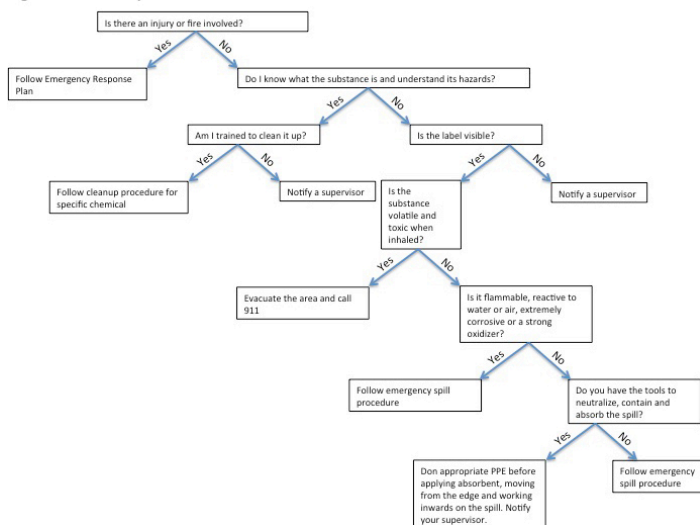 Is there an injury or fire involved?
Yes
No
Follow Emergency Response
Plan
Do I know what the substance is and understand its hazards?
Yes
No
Am I trained to clean it up?
Is the label visible?
Yes
No
Yes
No
Follow cleanup procedure for
specific chemical
Notify a supervisor
Is the
substance
volatile and
toxic when
inhaled?
Notify a supervisor
Yes
No
Evacuate the area and call
911
Is it flammable, reactive to
water or air, extremely
corrosive or a strong
oxidizer?
Yes
No
Follow emergency spill
procedure
Do you have the tools to
neutralize, contain and
absorb the spill?
Yes
No
Don appropriate PPE before
applying absorbent, moving
from the edge and working
inwards on the spill. Notify
your supervisor.
Follow emergency
spill procedure